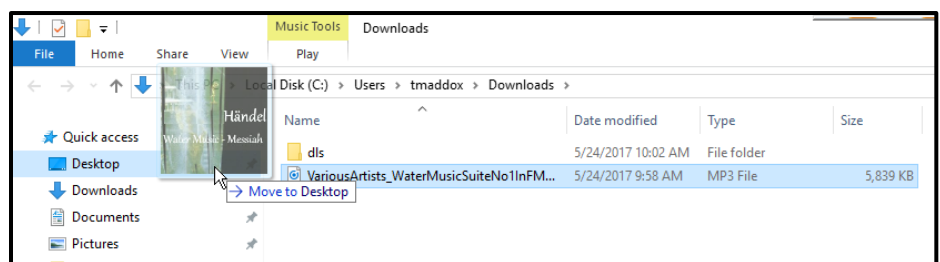 Music Tools Downloads
File Home Share View Play
This PC > Local Disk (C:) > Users > tmaddox > Downloads >
Name Date modified Type Size
Händel
Water Music - Messiah
Quick access
dls 5/24/2017 10:02 AM File folder
Desktop
VariousArtists_WaterMusicSuiteNo1InFM... 5/24/2017 9:58 AM MP3 File 5,839 KB
→ Move to Desktop
Downloads
Documents
Pictures